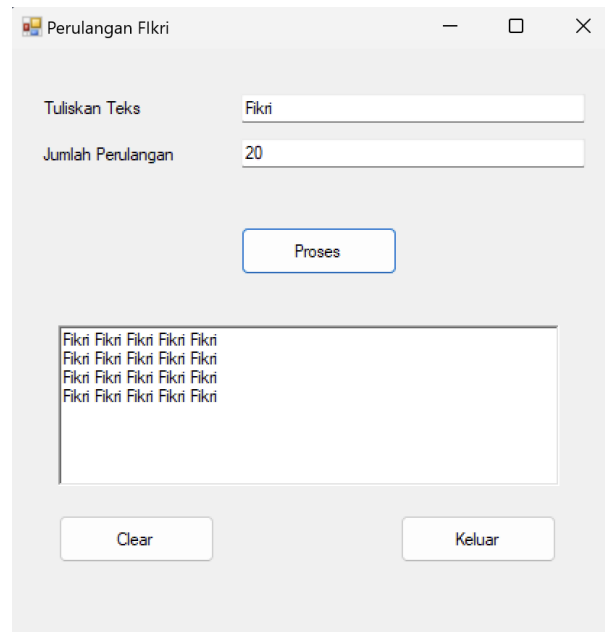 Perulangan FIkri
Tuliskan Teks Fikri
Jumlah Perulangan 20
Proses
Fikri Fikri Fikri Fikri Fikri
Fikri Fikri Fikri Fikri Fikri
Fikri Fikri Fikri Fikri Fikri
Fikri Fikri Fikri Fikri Fikri
Clear Keluar